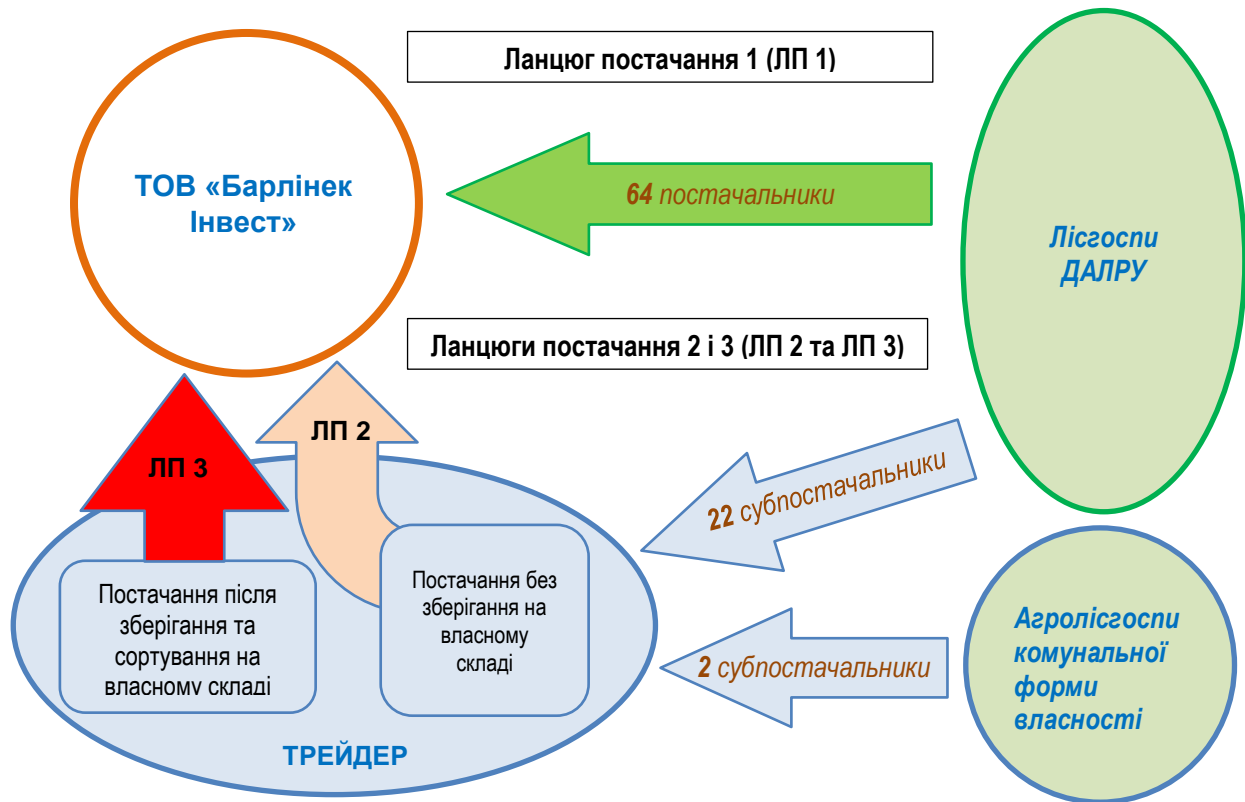 Ланцюг постачання 1 (ЛП 1)
ТОВ «Барлінек
Інвест»
64 постачальники
Лісгоспи
ДАЛРУ
Ланцюги постачання 2 і 3 (ЛП 2 та ЛП 3)
ЛП 2
ЛП 3
22 субпостачальники
Постачання після
зберігання та
сортування на
власному складі
Постачання без
зберігання на
власному
складі
2 субпостачальники
Агролісгоспи
комунальної
форми
власності
ТРЕЙДЕР